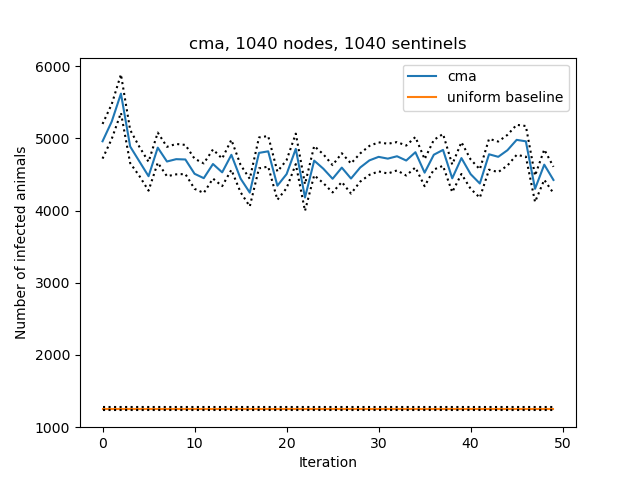 cma, 1040 nodes, 1040 sentinels
cma
uniform baseline
Number of infected animals
6000
5000
4000
3000
2000
1000
0
10
20
30
40
50
Iteration